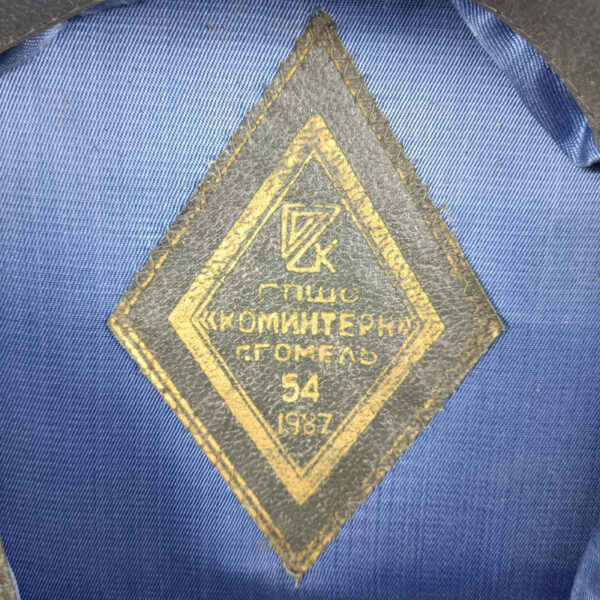 К
ГПШО
«КОМИНТЕРН»
г.ГОМЕЛЬ
54
1987